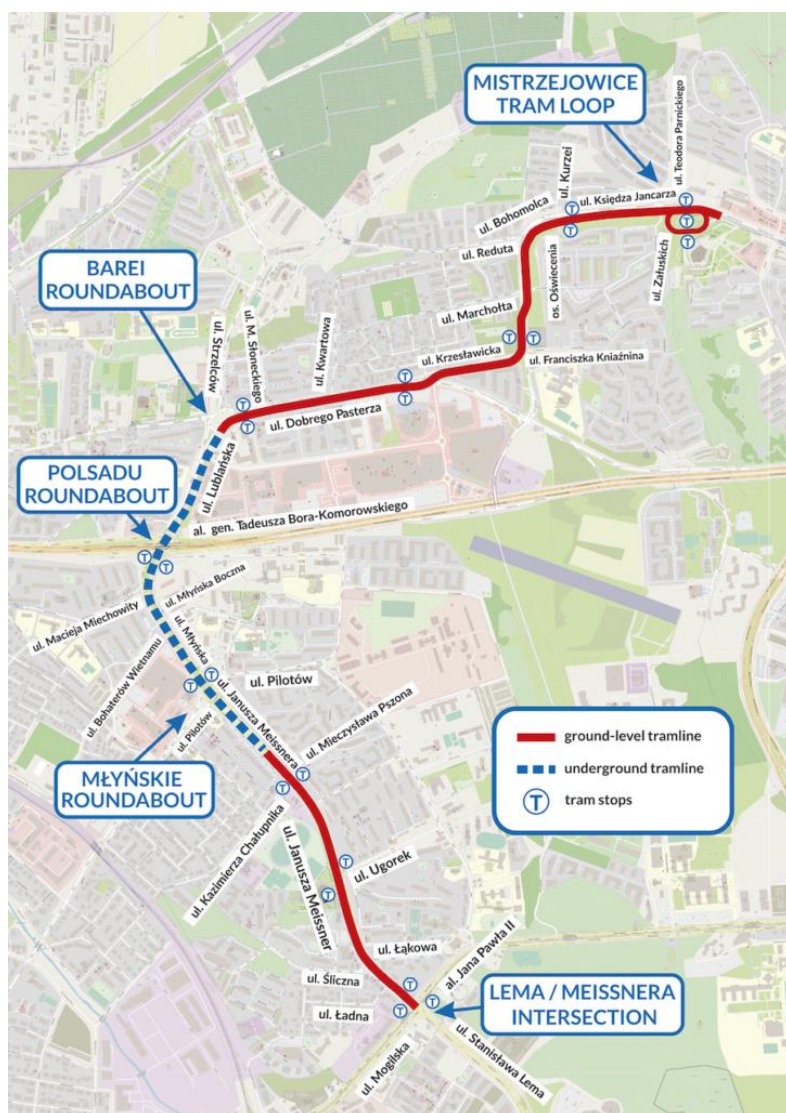 MISTRZEJOWICE
TRAM LOOP
ul. Teodora Parnickiego
ul. Kurzei
ul. Księdza Jancarza
ul. Bohomolca
ul. Reduta
os. Oświecenia
ul. Załuskich
BAREI
ROUNDABOUT
ul. Strzelców
ul. M. Słoneckiego
ul. Kwartowa
ul. Marchołta
ul. Krzesławicka
ul. Franciszka Kniaźnina
ul. Dobrego Pasterza
ul. Lublańska
POLSADU
ROUNDABOUT
al. gen. Tadeusza Bora-Komorowskiego
ul. Młyńska Boczna
ul. Macieja Miechowity
ul. Młyńska
ul. Bohaterów Wietnamu
ul. Pilotów
ul. Janusza Meissnera
ul. Pilotów
ul. Mieczysława Pszona
MŁYŃSKIE
ROUNDABOUT
ground-level tramline
underground tramline
T tram stops
ul. Kazimierza Chałupnika
ul. Janusza Meissner
ul. Ugorek
ul. Łąkowa
al. Jana Pawła II
ul. Śliczna
ul. Ładna
LEMA / MEISSNERA
INTERSECTION
ul. Mogilska
ul. Stanisława Lema